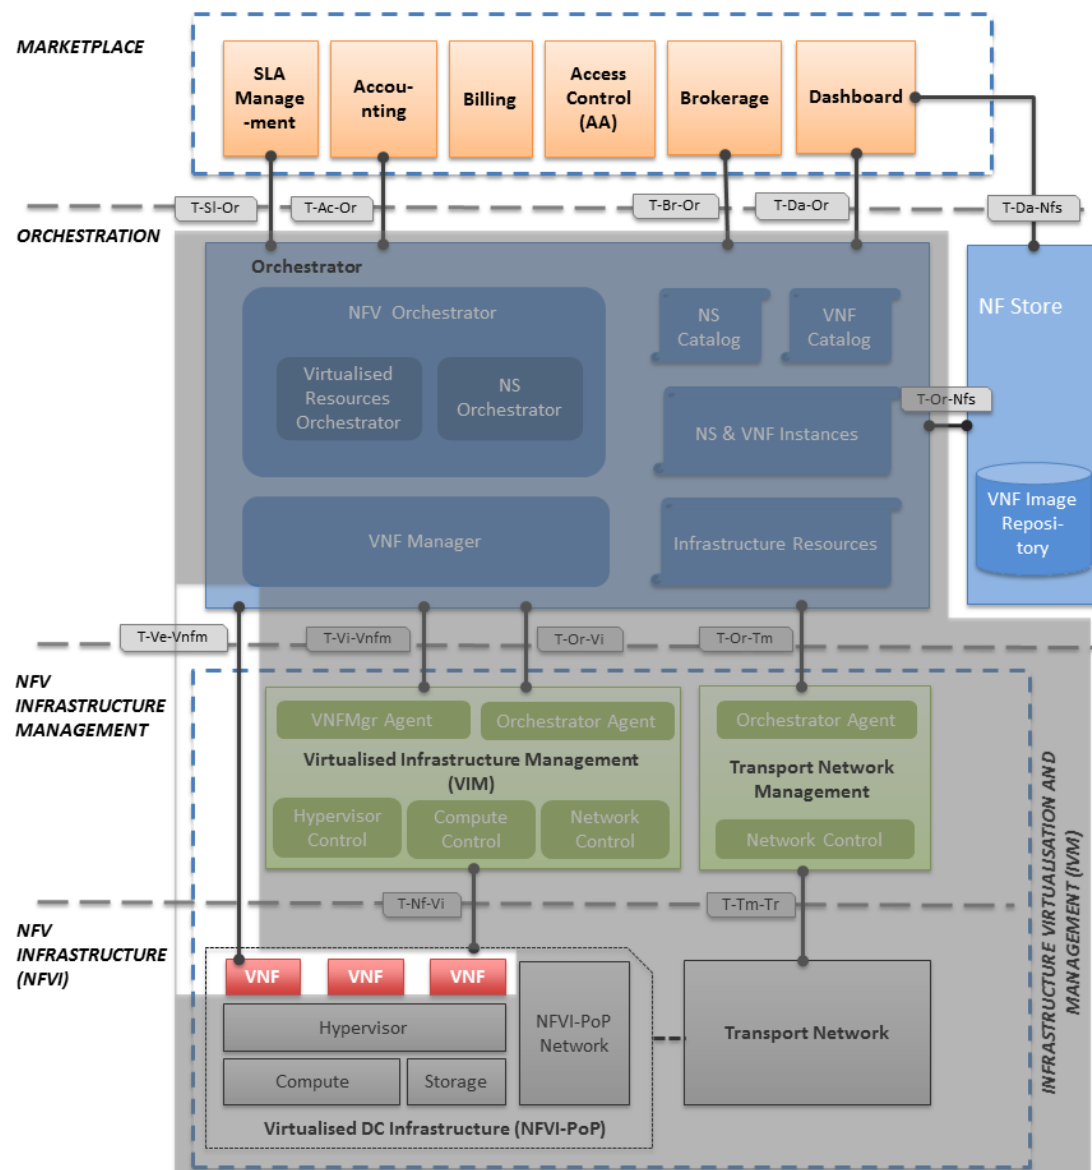 MARKETPLACE
SLA
Manage
-ment
Accou-
nting
Billing
Access
Control
(AA)
Brokerage
Dashboard
T-Sl-Or
T-Ac-Or
T-Br-Or
T-Da-Or
T-Da-Nfs
ORCHESTRATION
Orchestrator
NFV Orchestrator
Virtualised
Resources
Orchestrator
NS
Orchestrator
NS
Catalog
VNF
Catalog
NF Store
T-Or-Nfs
NS & VNF Instances
VNF Manager
Infrastructure Resources
VNF Image
Reposi-
tory
T-Ve-Vnfm
T-Vi-Vnfm
T-Or-Vi
T-Or-Tm
NFV
INFRASTRUCTURE
MANAGEMENT
VNFMgr Agent
Orchestrator Agent
Virtualised Infrastructure Management
(VIM)
Hypervisor
Control
Compute
Control
Network
Control
Orchestrator Agent
Transport Network
Management
Network Control
INFRASTRUCTURE VIRTUALISATION AND
MANAGEMENT (IVM)
T-Nf-Vi
T-Tm-Tr
NFV
INFRASTRUCTURE
(NFVI)
VNF
VNF
VNF
Hypervisor
Compute
Storage
NFVI-PoP
Network
Virtualised DC Infrastructure (NFVI-PoP)
Transport Network